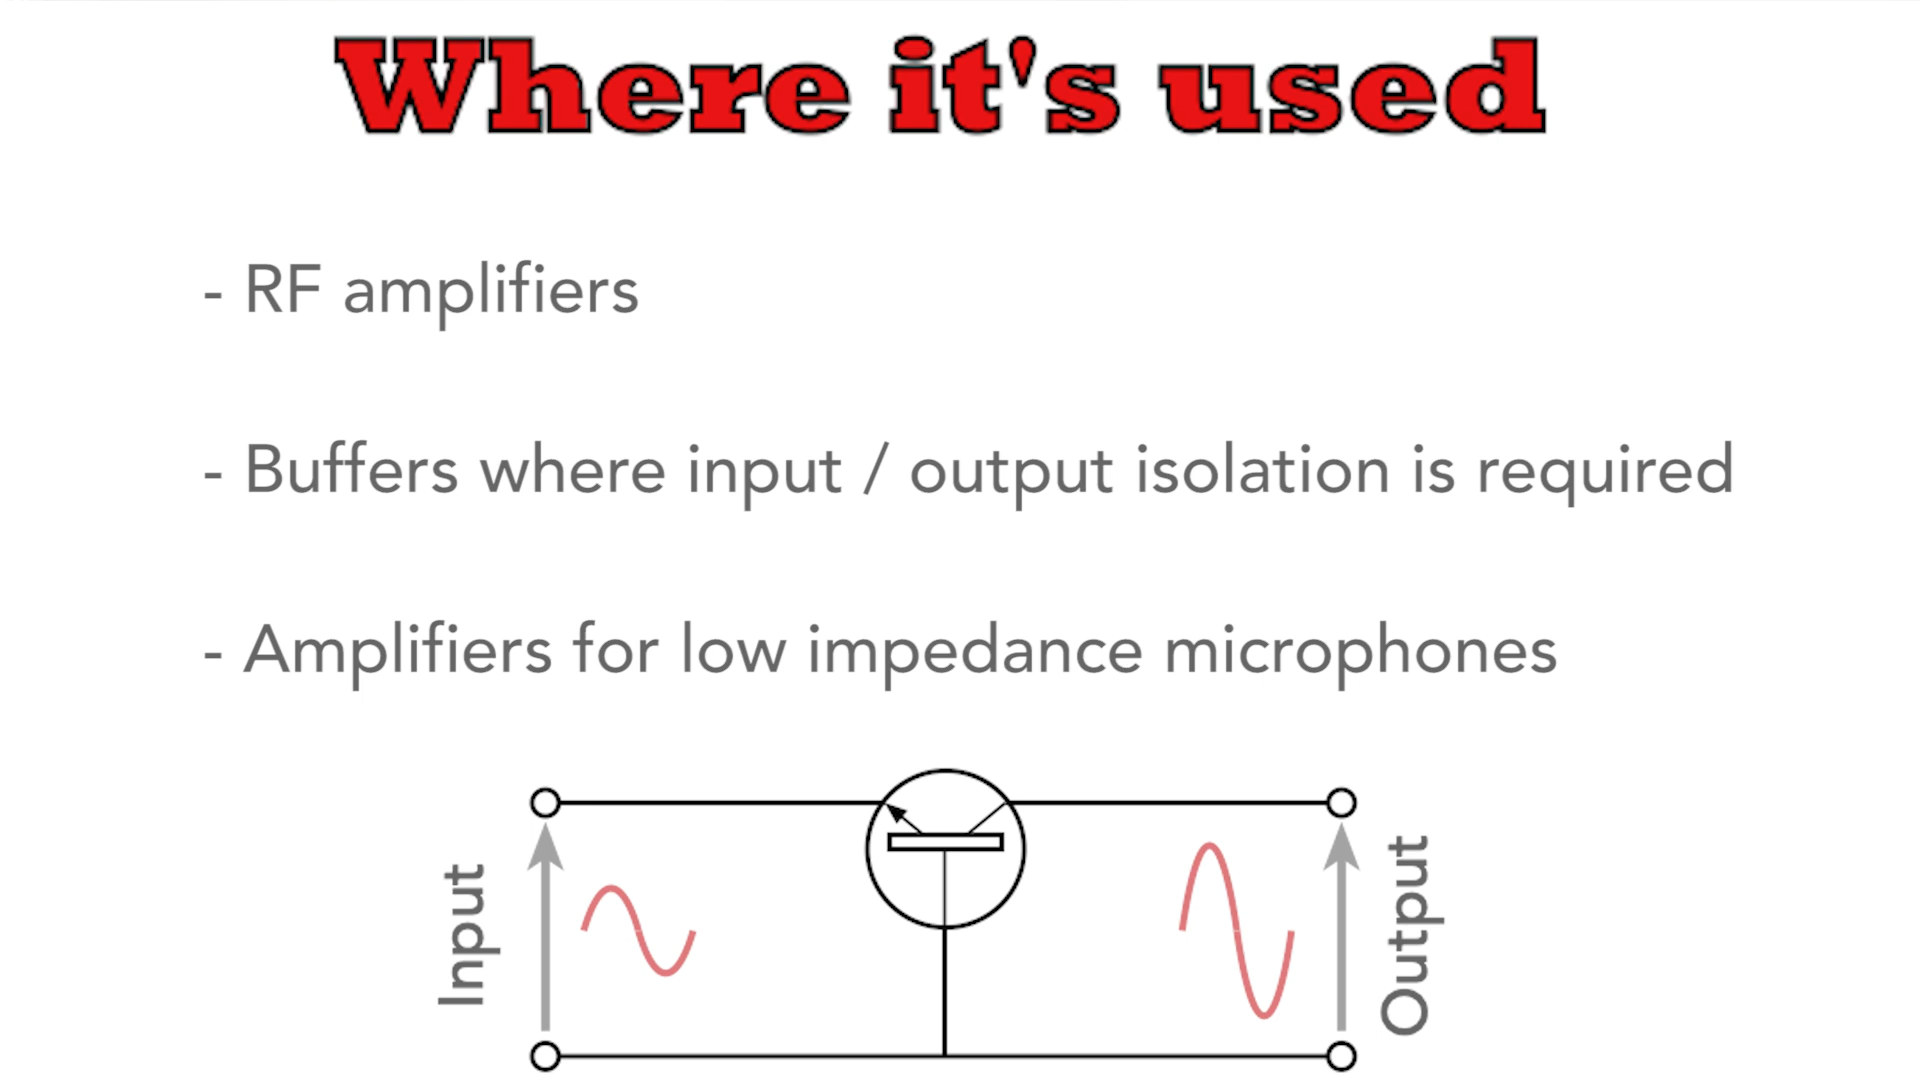 Where it's used
- RF amplifiers
- Buffers where input / output isolation is required
- Amplifiers for low impedance microphones
Input
Output